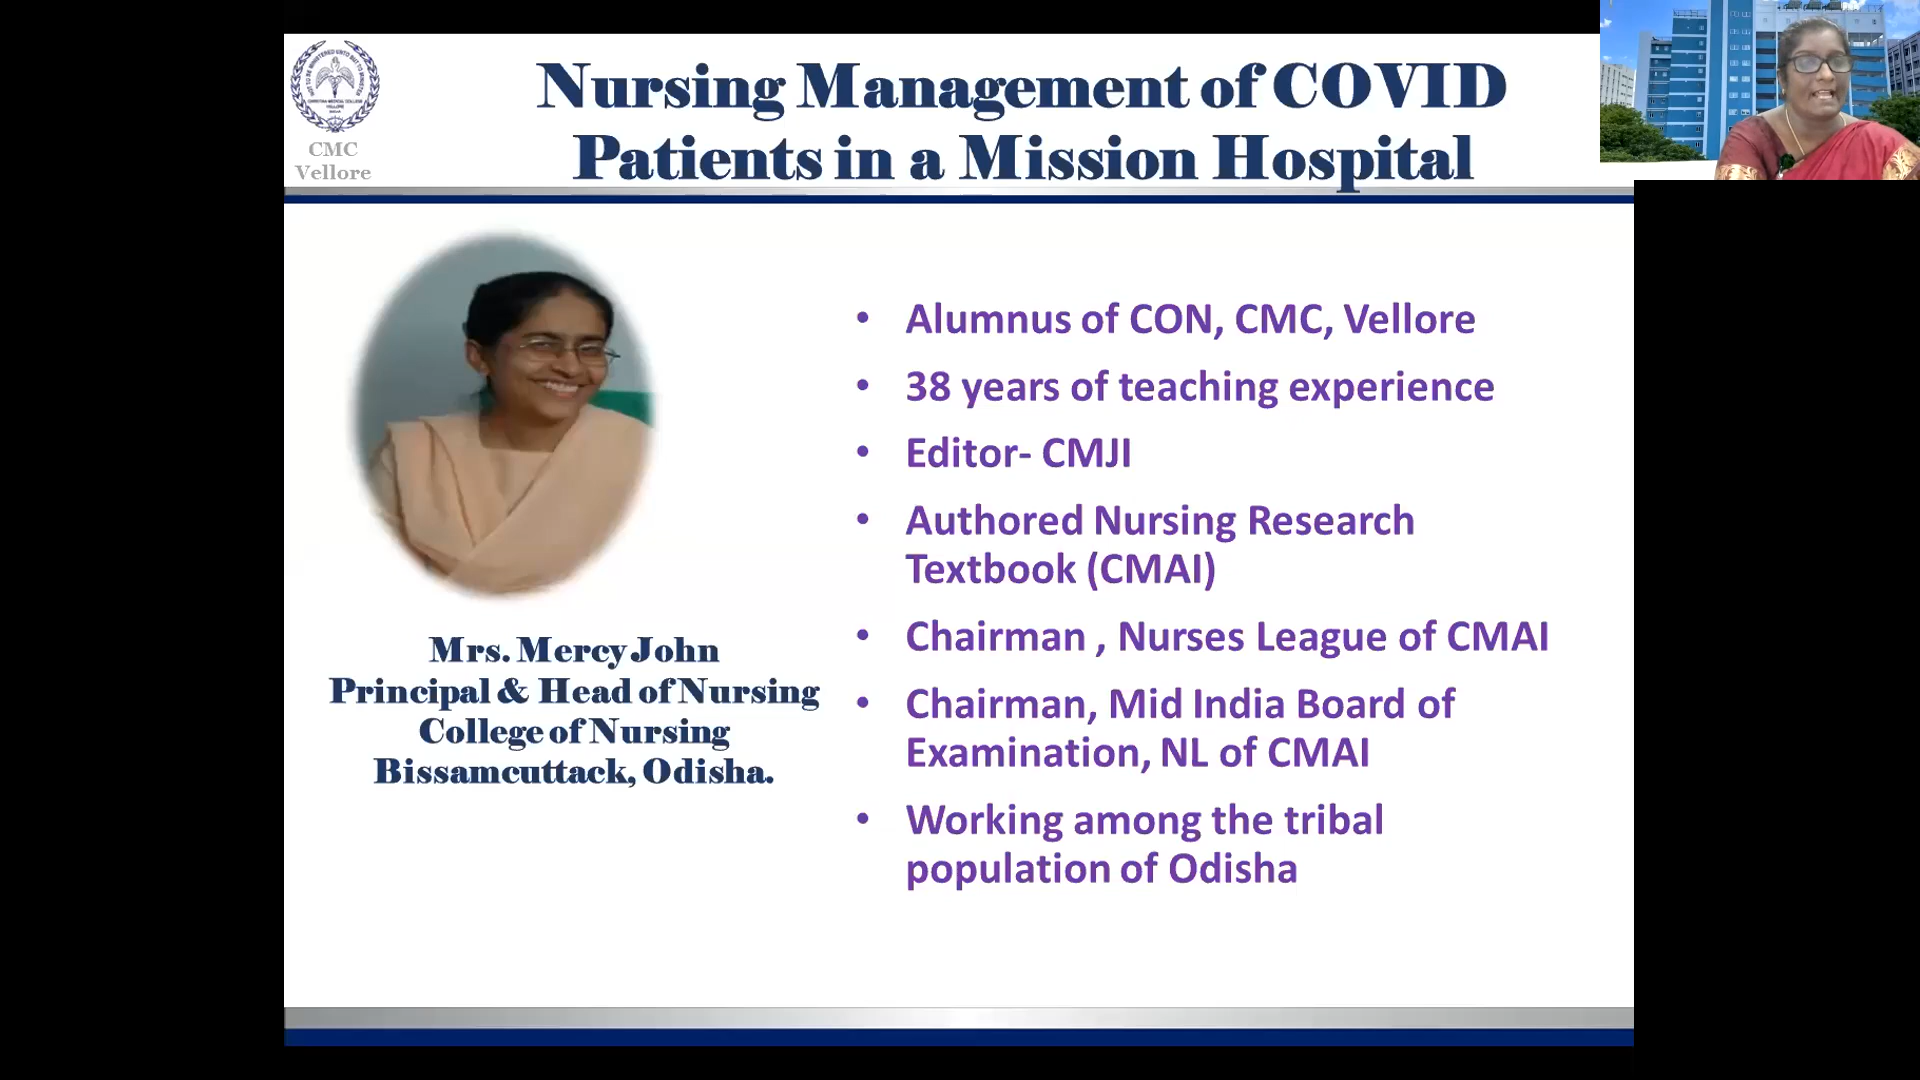 Nursing Management of COVID
Patients in a Mission Hospital
CMC
Vellore
Mrs. Mercy John
Principal & Head of Nursing
College of Nursing
Bissamcuttack, Odisha.
• Alumnus of CON, CMC, Vellore
• 38 years of teaching experience
• Editor- CMJI
• Authored Nursing Research
Textbook (CMAI)
• Chairman , Nurses League of CMAI
• Chairman, Mid India Board of
Examination, NL of CMAI
• Working among the tribal
population of Odisha